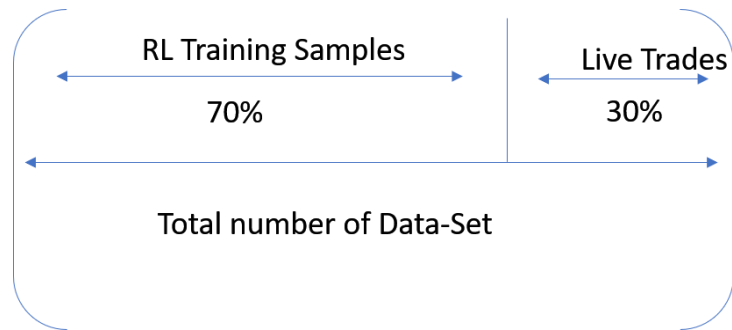 RL Training Samples
Live Trades
70%
30%
Total number of Data-Set